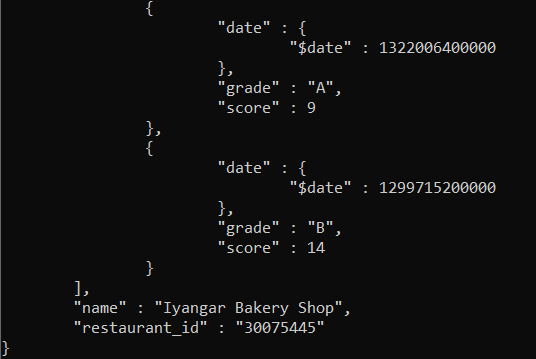 {
"date" : {
"$date" : 1322006400000
},
"grade" : "A",
"score" : 9
},
{
"date" : {
"$date" : 1299715200000
},
"grade" : "B",
"score" : 14
}
],
"name" : "Iyangar Bakery Shop",
"restaurant_id" : "30075445"
}